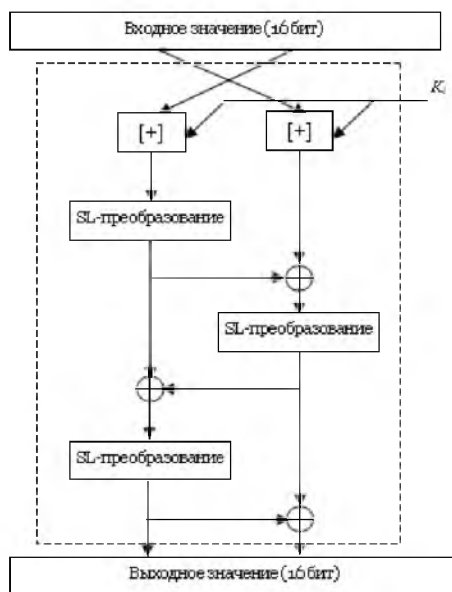 Входное значение (16 бит)
Kᵢ
[+]
[+]
SL-преобразование
SL-преобразование
SL-преобразование
Выходное значение (16 бит)